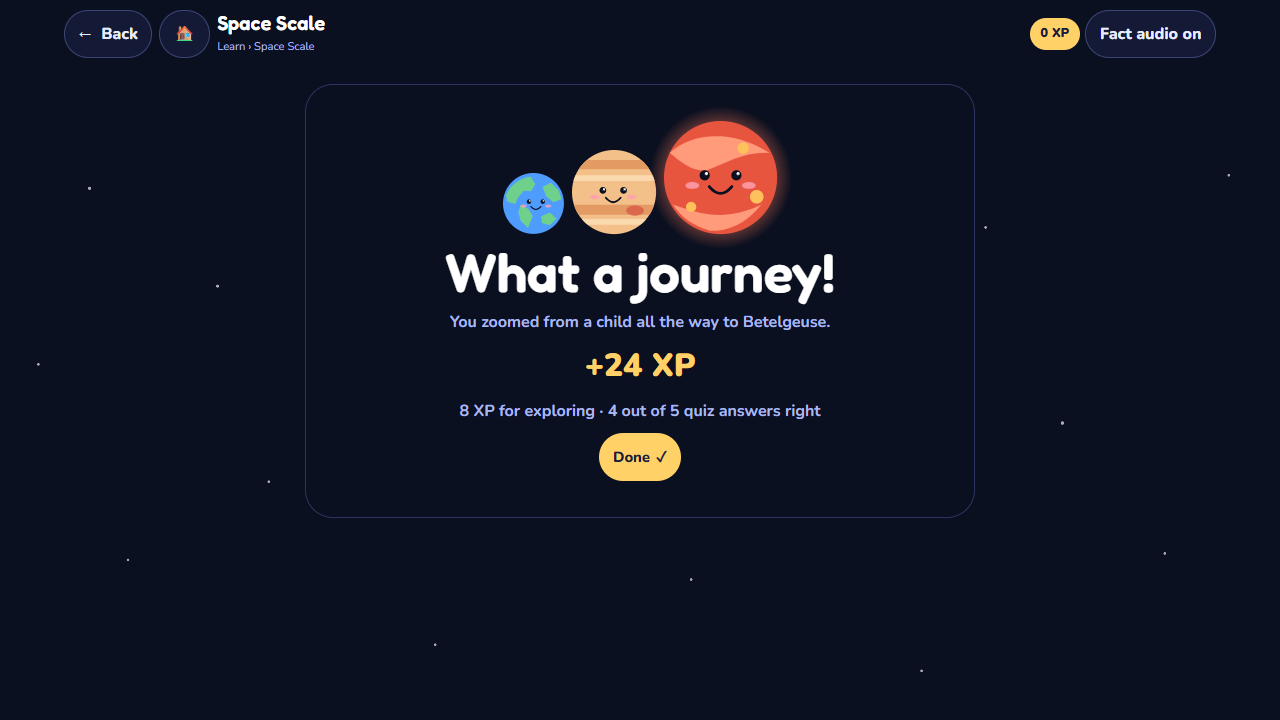 ← Back
Space Scale
Learn › Space Scale
0 XP
Fact audio on
What a journey!
You zoomed from a child all the way to Betelgeuse.
+24 XP
8 XP for exploring · 4 out of 5 quiz answers right
Done ✓